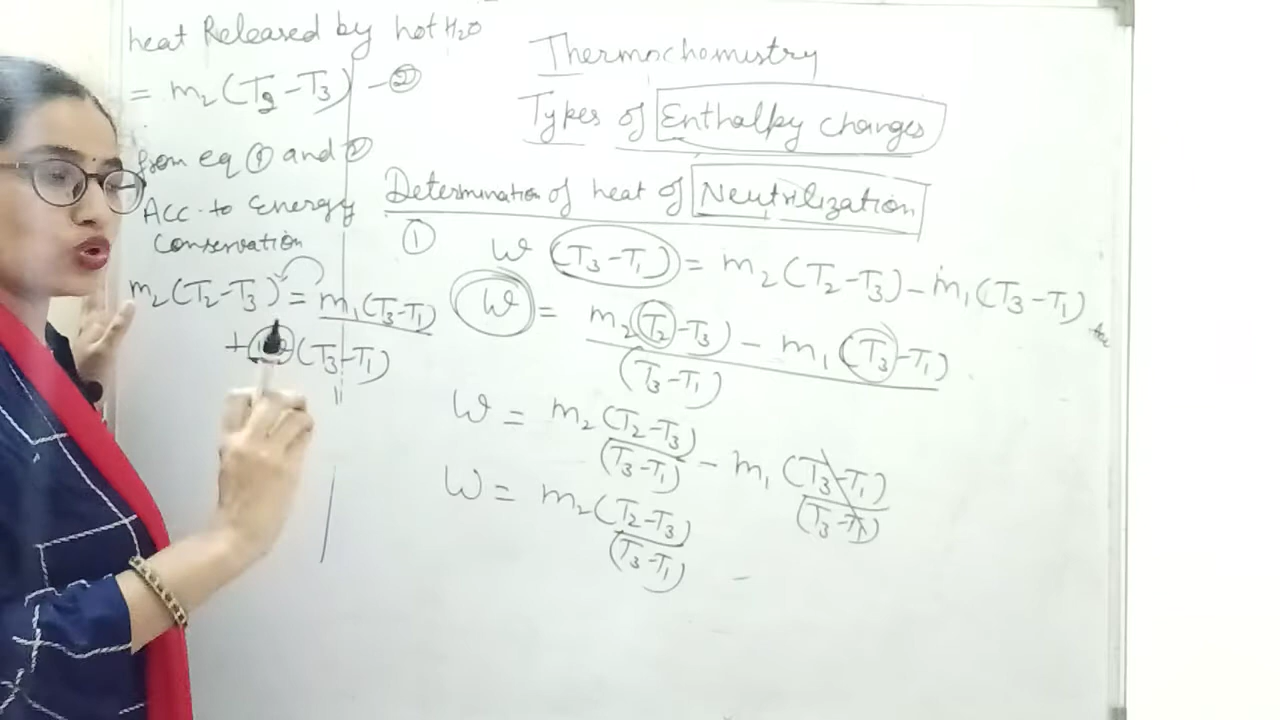 heat Released by hot H₂O
= m₂(T₂-T₃) -②
from eq ① and ②
Acc. to Energy
Conservation
m₂(T₂-T₃) = m₁(T₃-T₁)
+ (T₃-T₁)
Thermochomistry
Types of Enthalpy changes
Determination of heat of Neutrilization
① W (T₃-T₁) = m₂(T₂-T₃) - m₁(T₃-T₁)
W = m₂(T₂-T₃) - m₁(T₃-T₁)
(T₃-T₁)
W = m₂(T₂-T₃) - m₁(T₃-T₁)
(T₃-T₁) (T₃-T₁)
W = m₂(T₂-T₃) -
(T₃-T₁)